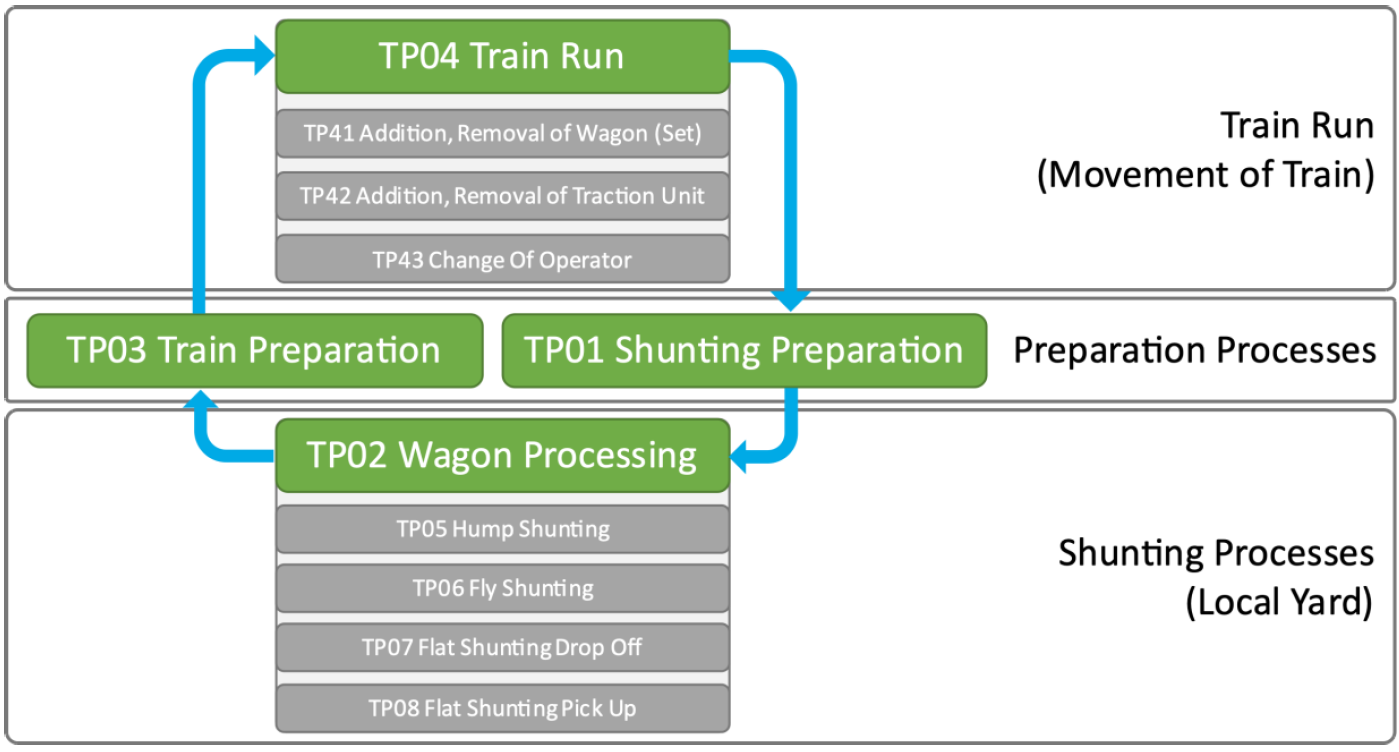 TP04 Train Run
TP41 Addition, Removal of Wagon (Set)
TP42 Addition, Removal of Traction Unit
TP43 Change Of Operator
Train Run
(Movement of Train)
TP03 Train Preparation
TP01 Shunting Preparation
Preparation Processes
TP02 Wagon Processing
TP05 Hump Shunting
TP06 Fly Shunting
TP07 Flat Shunting Drop Off
TP08 Flat Shunting Pick Up
Shunting Processes
(Local Yard)